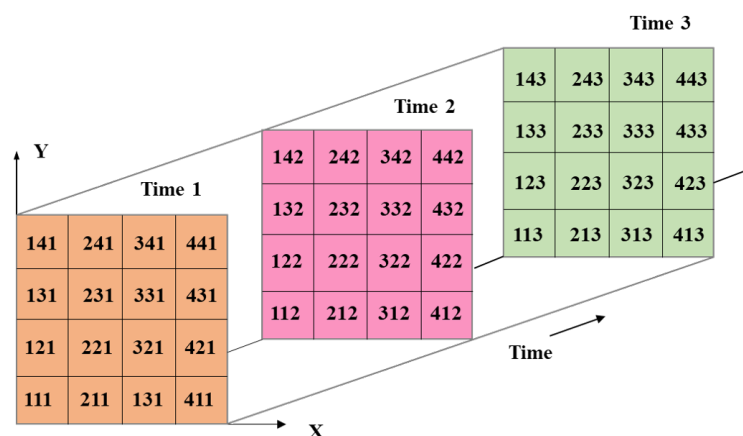 Time 3
143 243 343 443
133 233 333 433
123 223 323 423
113 213 313 413
Time 2
142 242 342 442
132 232 332 432
122 222 322 422
112 212 312 412
Y
Time 1
141 241 341 441
131 231 331 431
121 221 321 421
111 211 131 411
X
Time